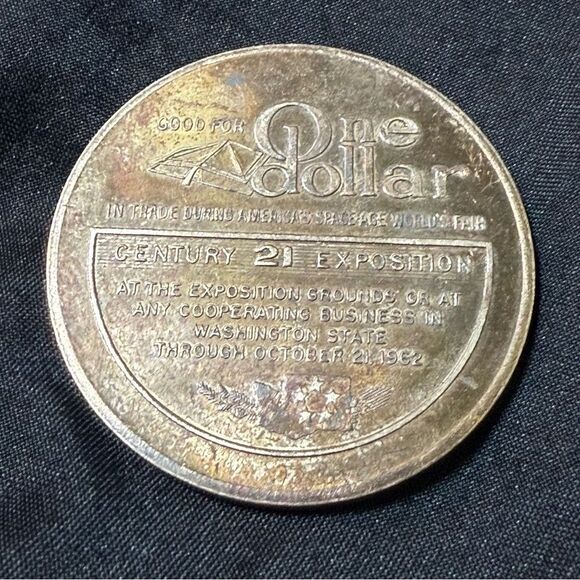 GOOD FOR One
dollar
IN TRADE DURING AMERICA'S SPACE AGE WORLD'S FAIR
CENTURY 21 EXPOSITION
AT THE EXPOSITION GROUNDS OR AT
ANY COOPERATING BUSINESS IN
WASHINGTON STATE
THROUGH OCTOBER 21, 1962